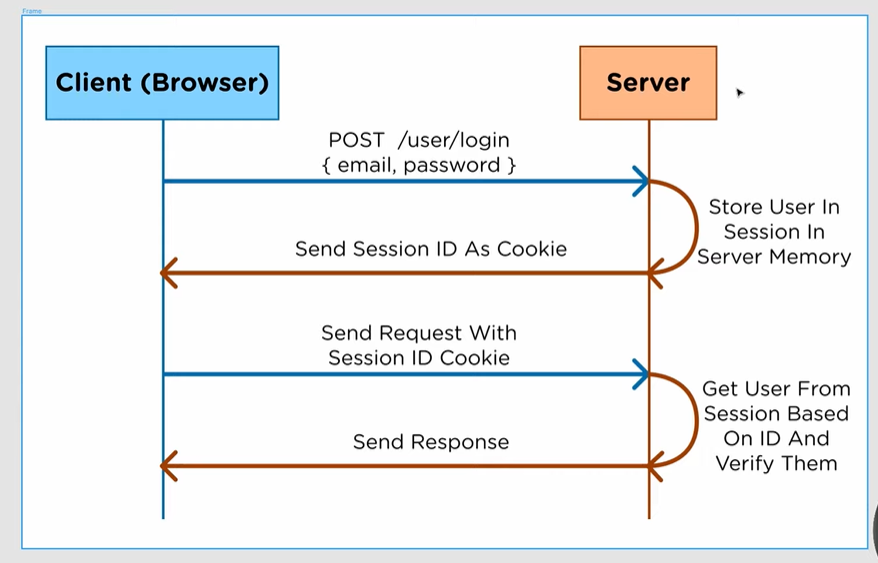 Frame
Client (Browser)
Server
POST /user/login
{ email, password }
Store User In
Session In
Server Memory
Send Session ID As Cookie
Send Request With
Session ID Cookie
Get User From
Session Based
On ID And
Verify Them
Send Response